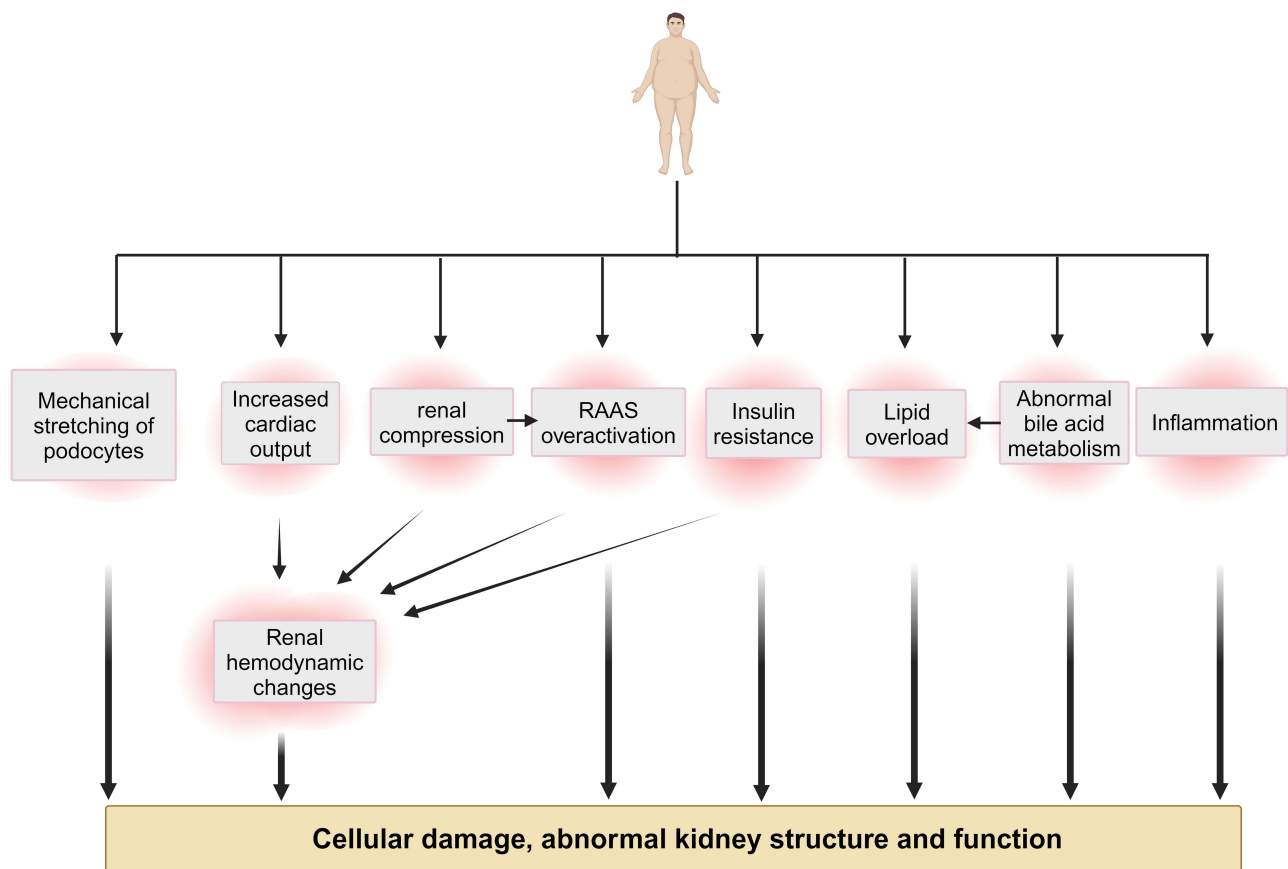 Mechanical
stretching of
podocytes
Increased
cardiac
output
renal
compression
RAAS
overactivation
Insulin
resistance
Lipid
overload
Abnormal
bile acid
metabolism
Inflammation
Renal
hemodynamic
changes
Cellular damage, abnormal kidney structure and function